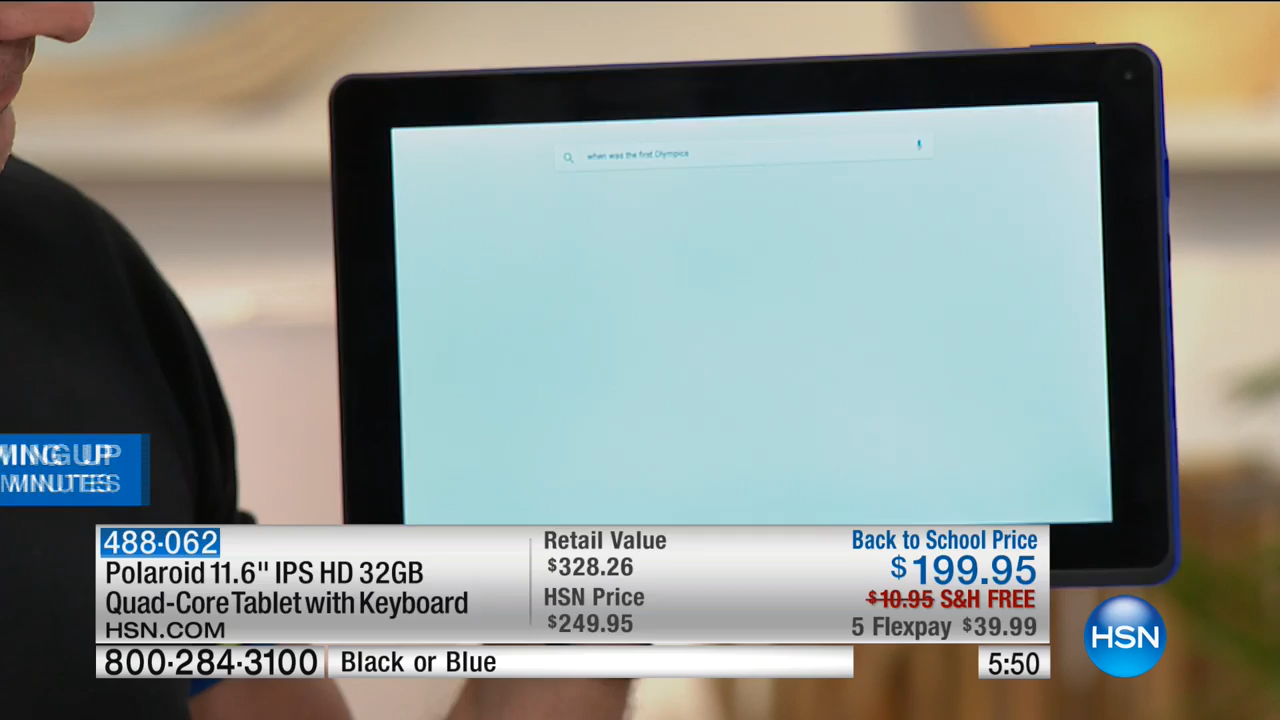 when was the first Olympics
MING UP
MINUTES
488-062
Polaroid 11.6" IPS HD 32GB
Quad-Core Tablet with Keyboard
HSN.COM
Retail Value
$328.26
HSN Price
$249.95
Back to School Price
$199.95
$10.95 S&H FREE
5 Flexpay $39.99
HSN
800-284-3100
Black or Blue
5:50